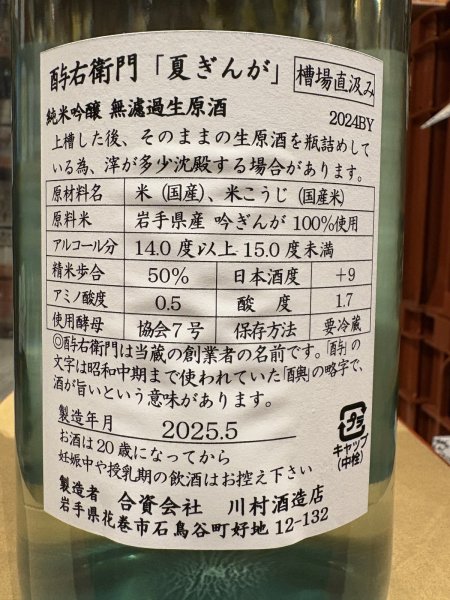 酉与右衛門「夏ぎんが」 槽場直汲み
純米吟醸 無濾過生原酒 2024BY
上槽した後、そのままの生原酒を瓶詰めして
いる為、滓が多少沈殿する場合があります。
原材料名 米(国産)、米こうじ(国産米)
原料米 岩手県産 吟ぎんが 100%使用
アルコール分 14.0 度以上 15.0 度未満
精米歩合 50% 日本酒度 +9
アミノ酸度 0.5 酸 度 1.7
使用酵母 協会7号 保存方法 要冷蔵
◎酉与右衛門は当蔵の創業者の名前です。「酉与」の
文字は昭和中期まで使われていた「酉與」の略字で、
酒が旨いという意味があります。
製造年月 2025.5
お酒は20歳になってから
妊娠中や授乳期の飲酒はお控え下さい
プラ
キャップ
(中栓)
製造者 合資会社 川村酒造店
岩手県花巻市石鳥谷町好地 12-132